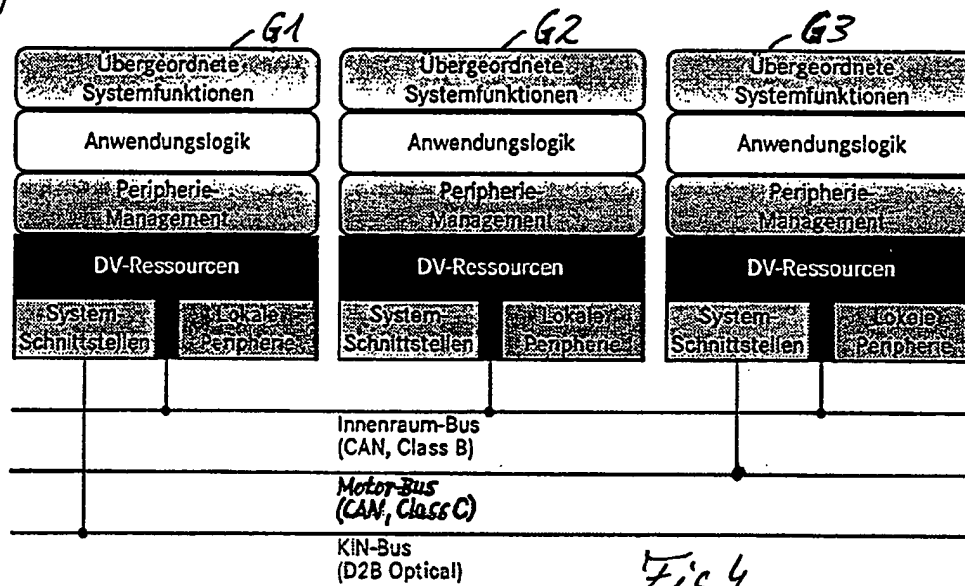 G1
G2
G3
Übergeordnete
Systemfunktionen
Übergeordnete
Systemfunktionen
Übergeordnete
Systemfunktionen
Anwendungslogik
Anwendungslogik
Anwendungslogik
Peripherie-
Management
Peripherie-
Management
Peripherie-
Management
DV-Ressourcen
DV-Ressourcen
DV-Ressourcen
System-
Schnittstellen
Lokale
Peripherie
System-
Schnittstellen
Lokale
Peripherie
System-
Schnittstellen
Lokale
Peripherie
Innenraum-Bus
(CAN, Class B)
Motor-Bus
(CAN, Class C)
KIN-Bus
(D2B Optical)
Fig 4